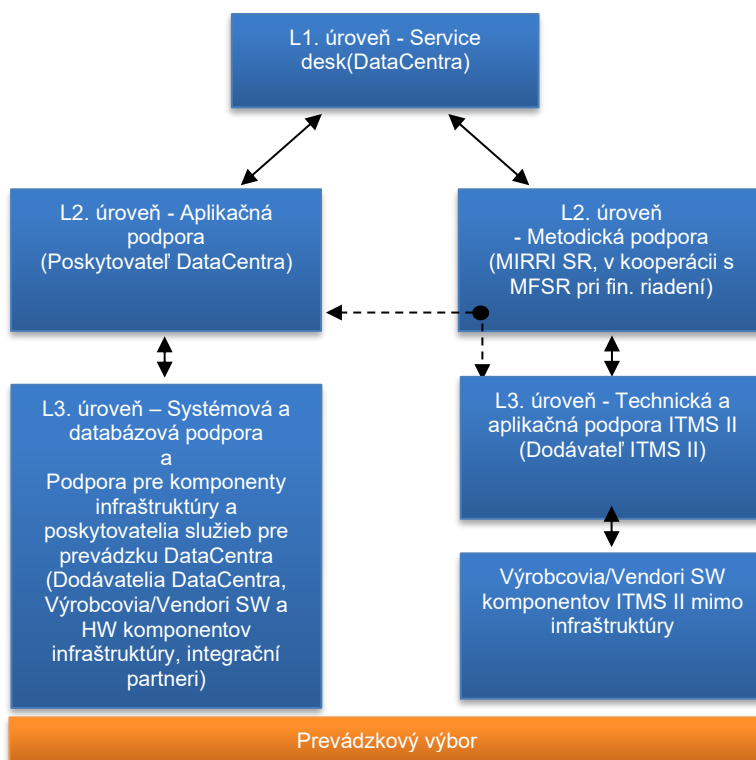 L1. úroveň - Service
desk(DataCentra)
L2. úroveň - Aplikačná
podpora
(Poskytovateľ DataCentra)
L2. úroveň
- Metodická podpora
(MIRRI SR, v kooperácii s
MFSR pri fin. riadení)
L3. úroveň – Systémová a
databázová podpora
a
Podpora pre komponenty
infraštruktúry a
poskytovatelia služieb pre
prevádzku DataCentra
(Dodávatelia DataCentra,
Výrobcovia/Vendori SW a
HW komponentov
infraštruktúry, integrační
partneri)
L3. úroveň - Technická a
aplikačná podpora ITMS II
(Dodávateľ ITMS II)
Výrobcovia/Vendori SW
komponentov ITMS II mimo
infraštruktúry
Prevádzkový výbor